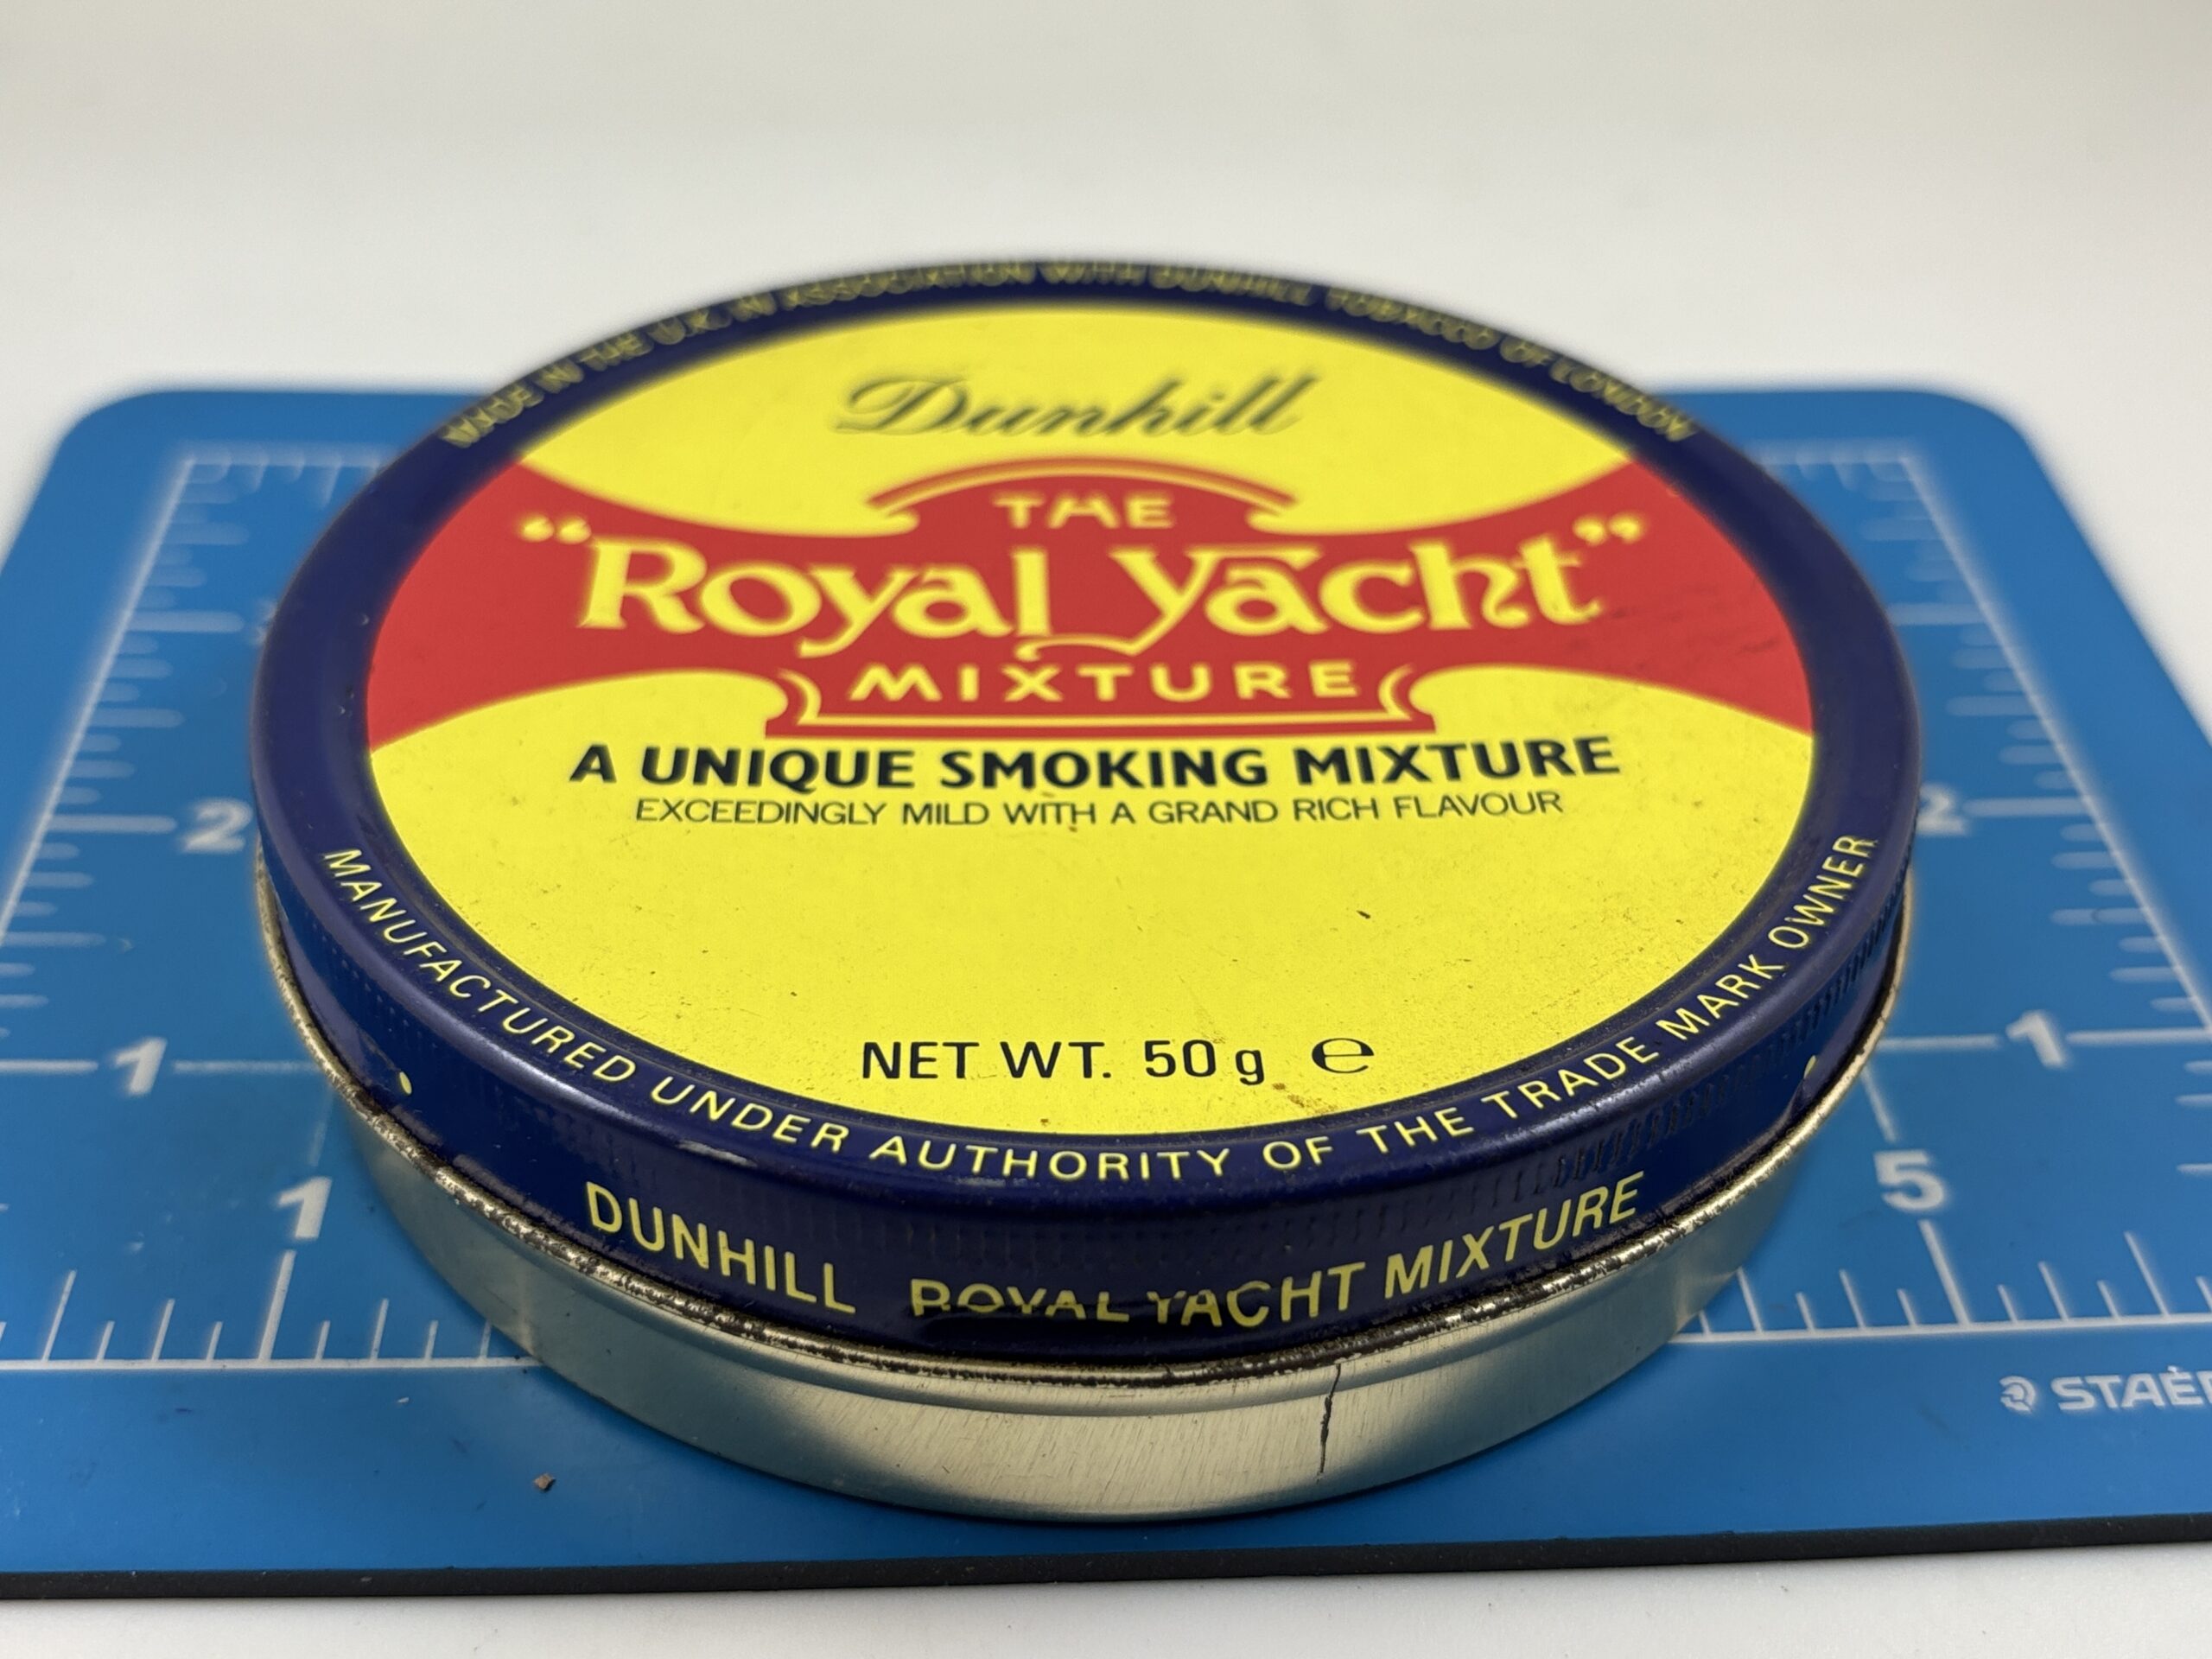 MADE IN THE U.K. IN ASSOCIATION WITH DUNHILL TOBACCO OF LONDON
Dunhill
THE
"Royal Yacht"
MIXTURE
A UNIQUE SMOKING MIXTURE
EXCEEDINGLY MILD WITH A GRAND RICH FLAVOUR
NET WT. 50g ℮
MANUFACTURED UNDER AUTHORITY OF THE TRADE MARK OWNER
DUNHILL ROYAL YACHT MIXTURE
2
2
1
1
1
5